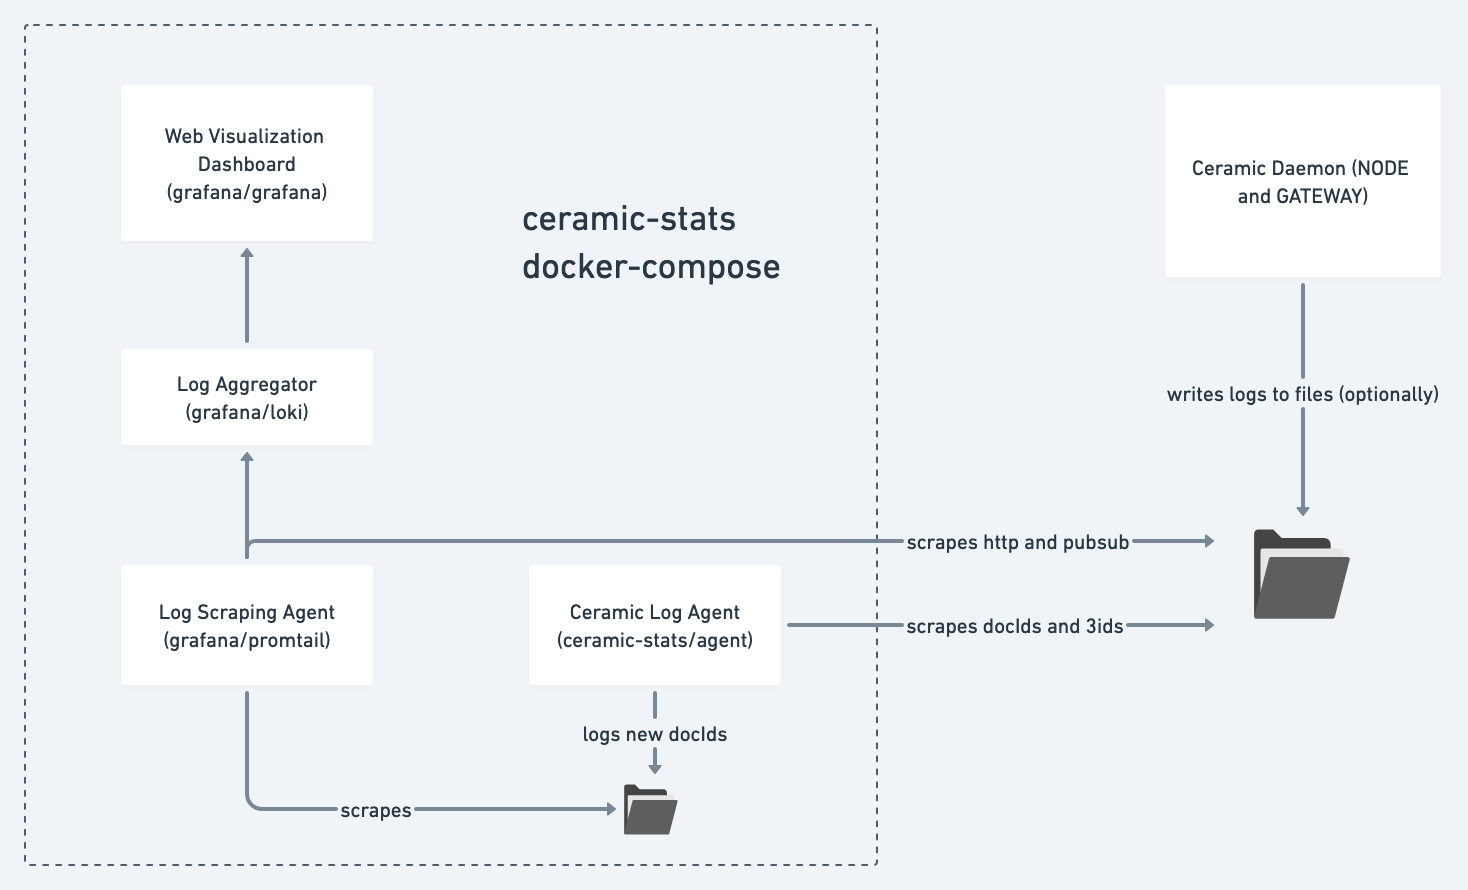 Web Visualization
Dashboard
(grafana/grafana)
ceramic-stats
docker-compose
Ceramic Daemon (NODE
and GATEWAY)
Log Aggregator
(grafana/loki)
writes logs to files (optionally)
scrapes http and pubsub
Log Scraping Agent
(grafana/promtail)
Ceramic Log Agent
(ceramic-stats/agent)
scrapes docIds and 3ids
logs new docIds
scrapes